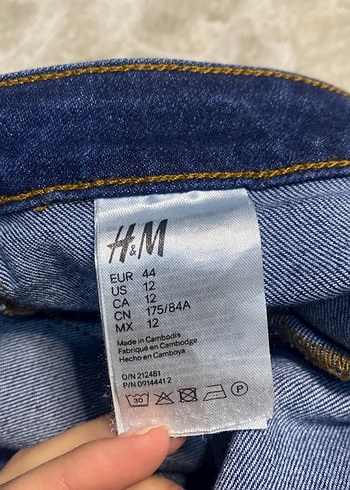 H&M
EUR 44
US 12
CA 12
CN 175/84A
MX 12
Made in Cambodia
Fabriqué en Cambodge
Hecho en Camboya
O/N 212481
P/N 0914441 2
30 P